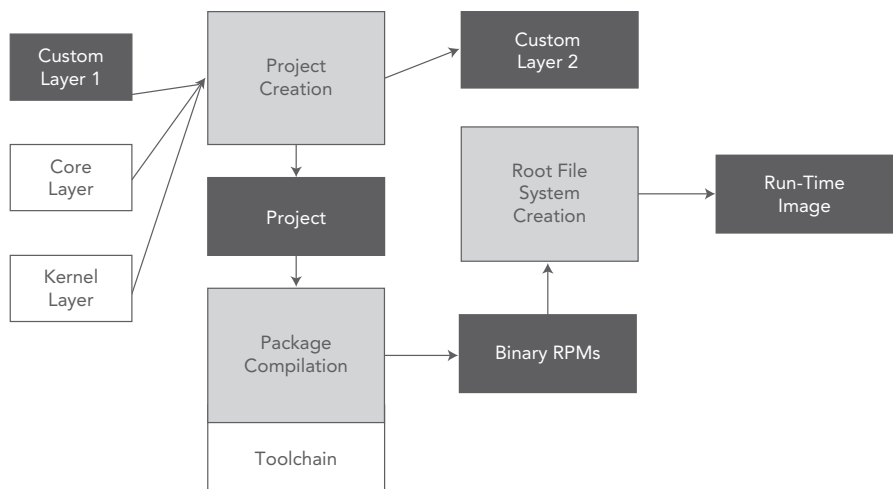 Custom
Layer 1
Core
Layer
Kernel
Layer
Project
Creation
Project
Package
Compilation
Toolchain
Custom
Layer 2
Root File
System
Creation
Binary RPMs
Run-Time
Image